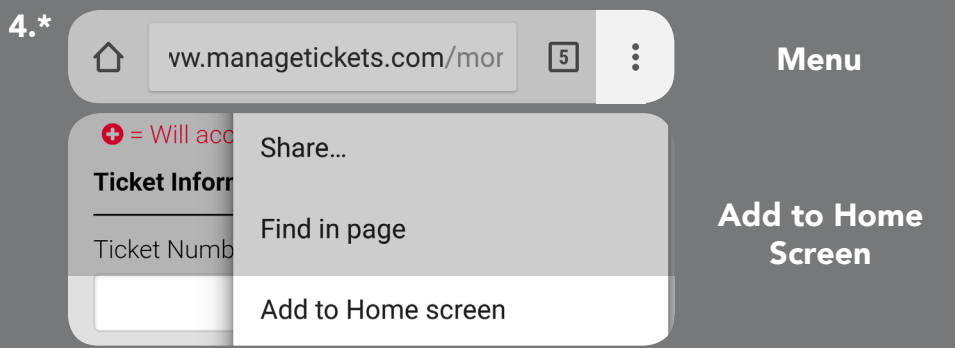 4.*
vw.managetickets.com/mor
5
Menu
= Will acc
Share...
Ticket Inforr
Find in page
Ticket Numb
Add to Home
Screen
Add to Home screen